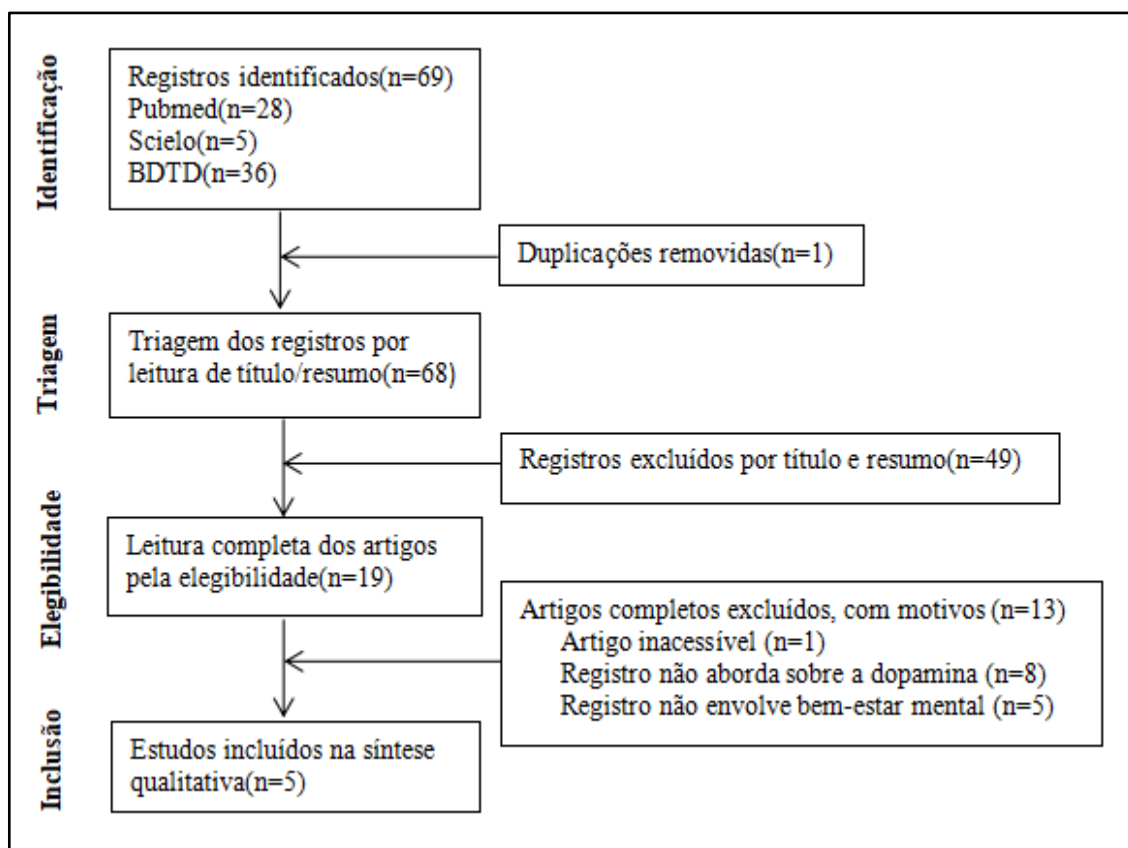 Identificação
Registros identificados(n=69)
Pubmed(n=28)
Scielo(n=5)
BDTD(n=36)
Duplicações removidas(n=1)
Triagem
Triagem dos registros por
leitura de título/resumo(n=68)
Registros excluídos por título e resumo(n=49)
Elegibilidade
Leitura completa dos artigos
pela elegibilidade(n=19)
Artigos completos excluídos, com motivos (n=13)
Artigo inacessível (n=1)
Registro não aborda sobre a dopamina (n=8)
Registro não envolve bem-estar mental (n=5)
Inclusão
Estudos incluídos na síntese
qualitativa(n=5)